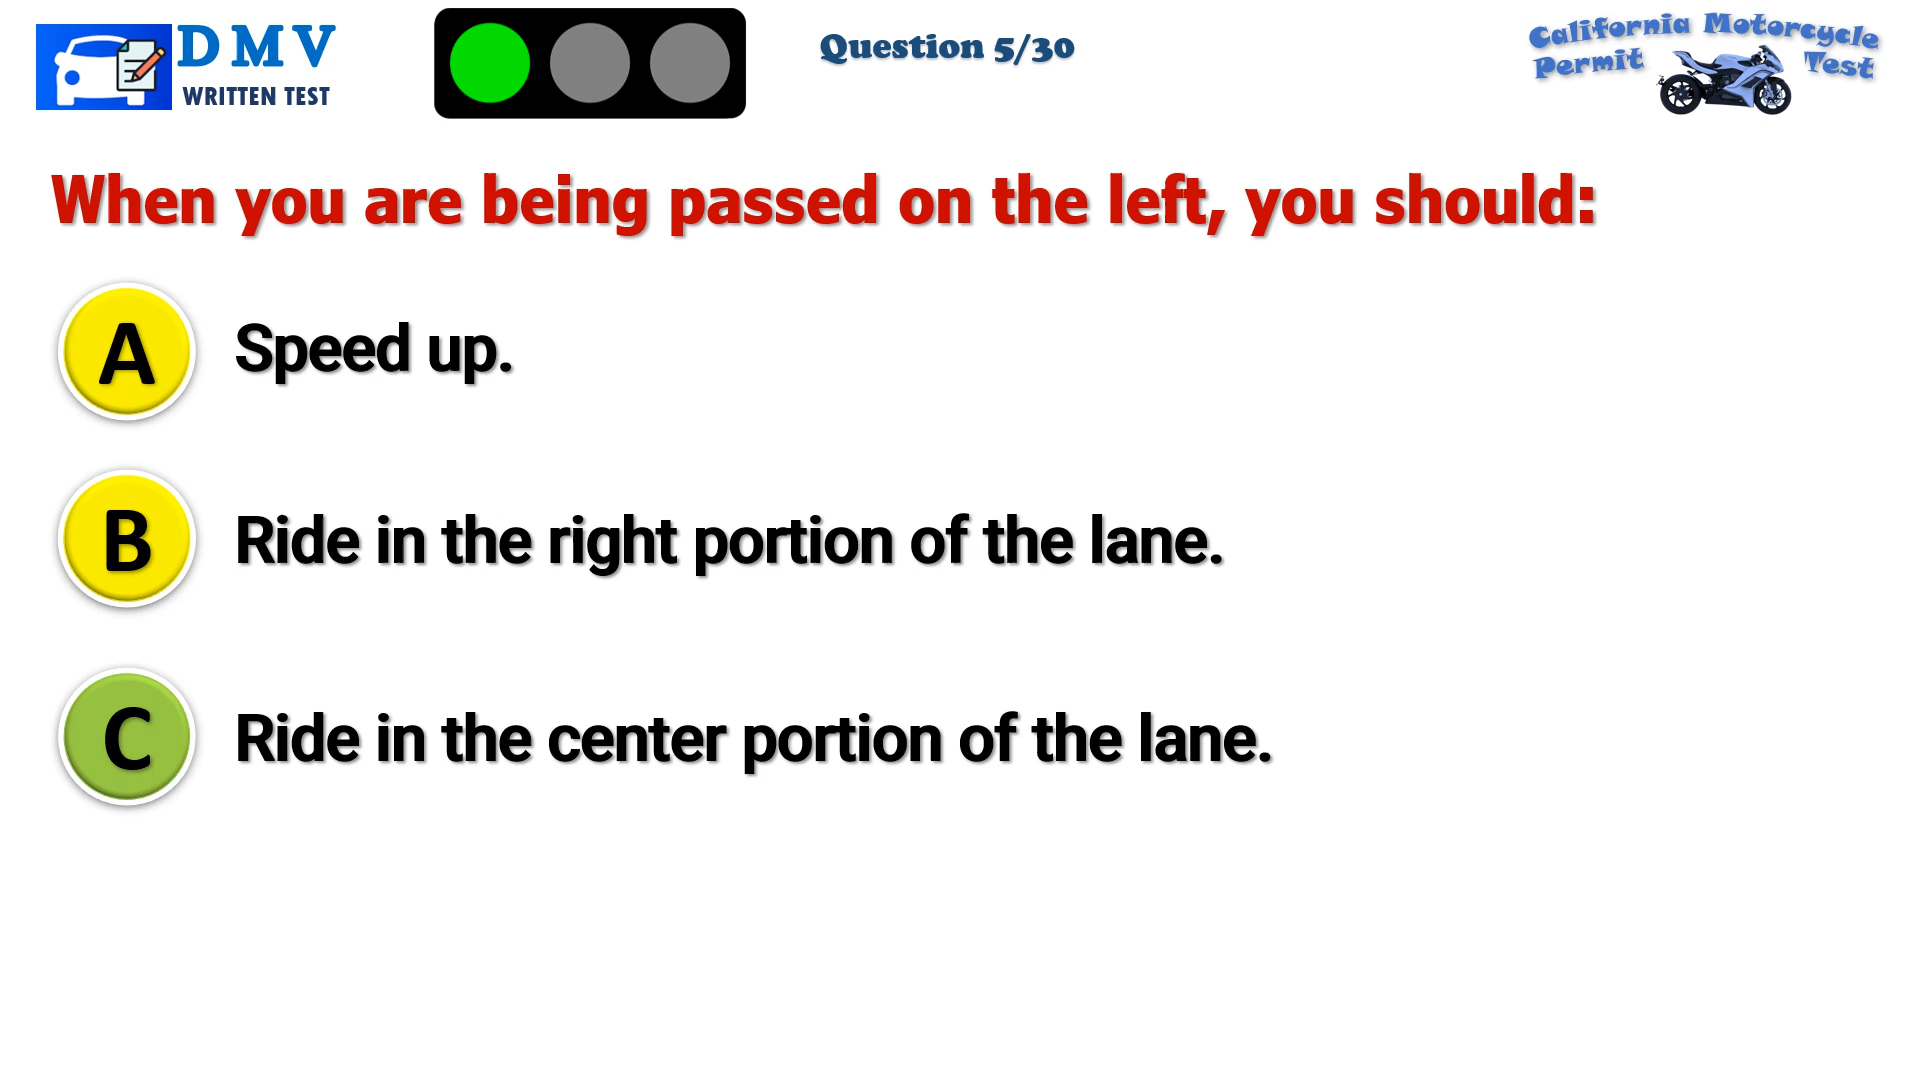 DMV
WRITTEN TEST
Question 5/30
California Motorcycle
Permit Test
When you are being passed on the left, you should:
A Speed up.
B Ride in the right portion of the lane.
C Ride in the center portion of the lane.